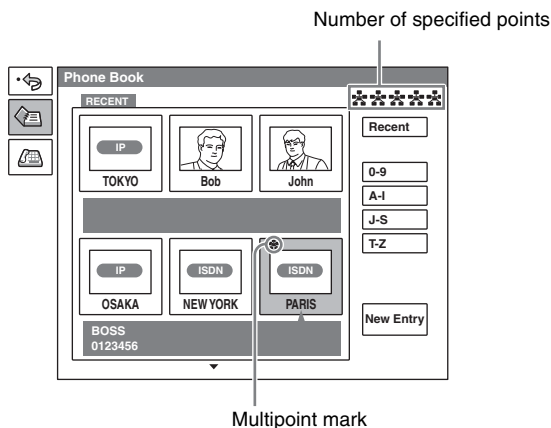 Number of specified points
Phone Book
RECENT
Recent
IP
TOKYO
Bob
John
0-9
A-I
J-S
T-Z
IP
OSAKA
ISDN
NEW YORK
ISDN
PARIS
New Entry
BOSS
0123456
Multipoint mark